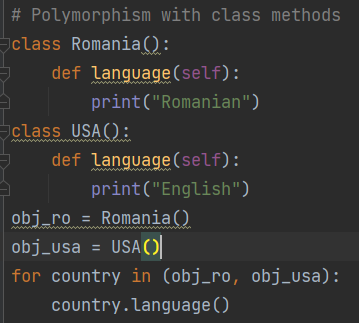 # Polymorphism with class methods
class Romania():
    def language(self):
        print("Romanian")
class USA():
    def language(self):
        print("English")
obj_ro = Romania()
obj_usa = USA()
for country in (obj_ro, obj_usa):
    country.language()